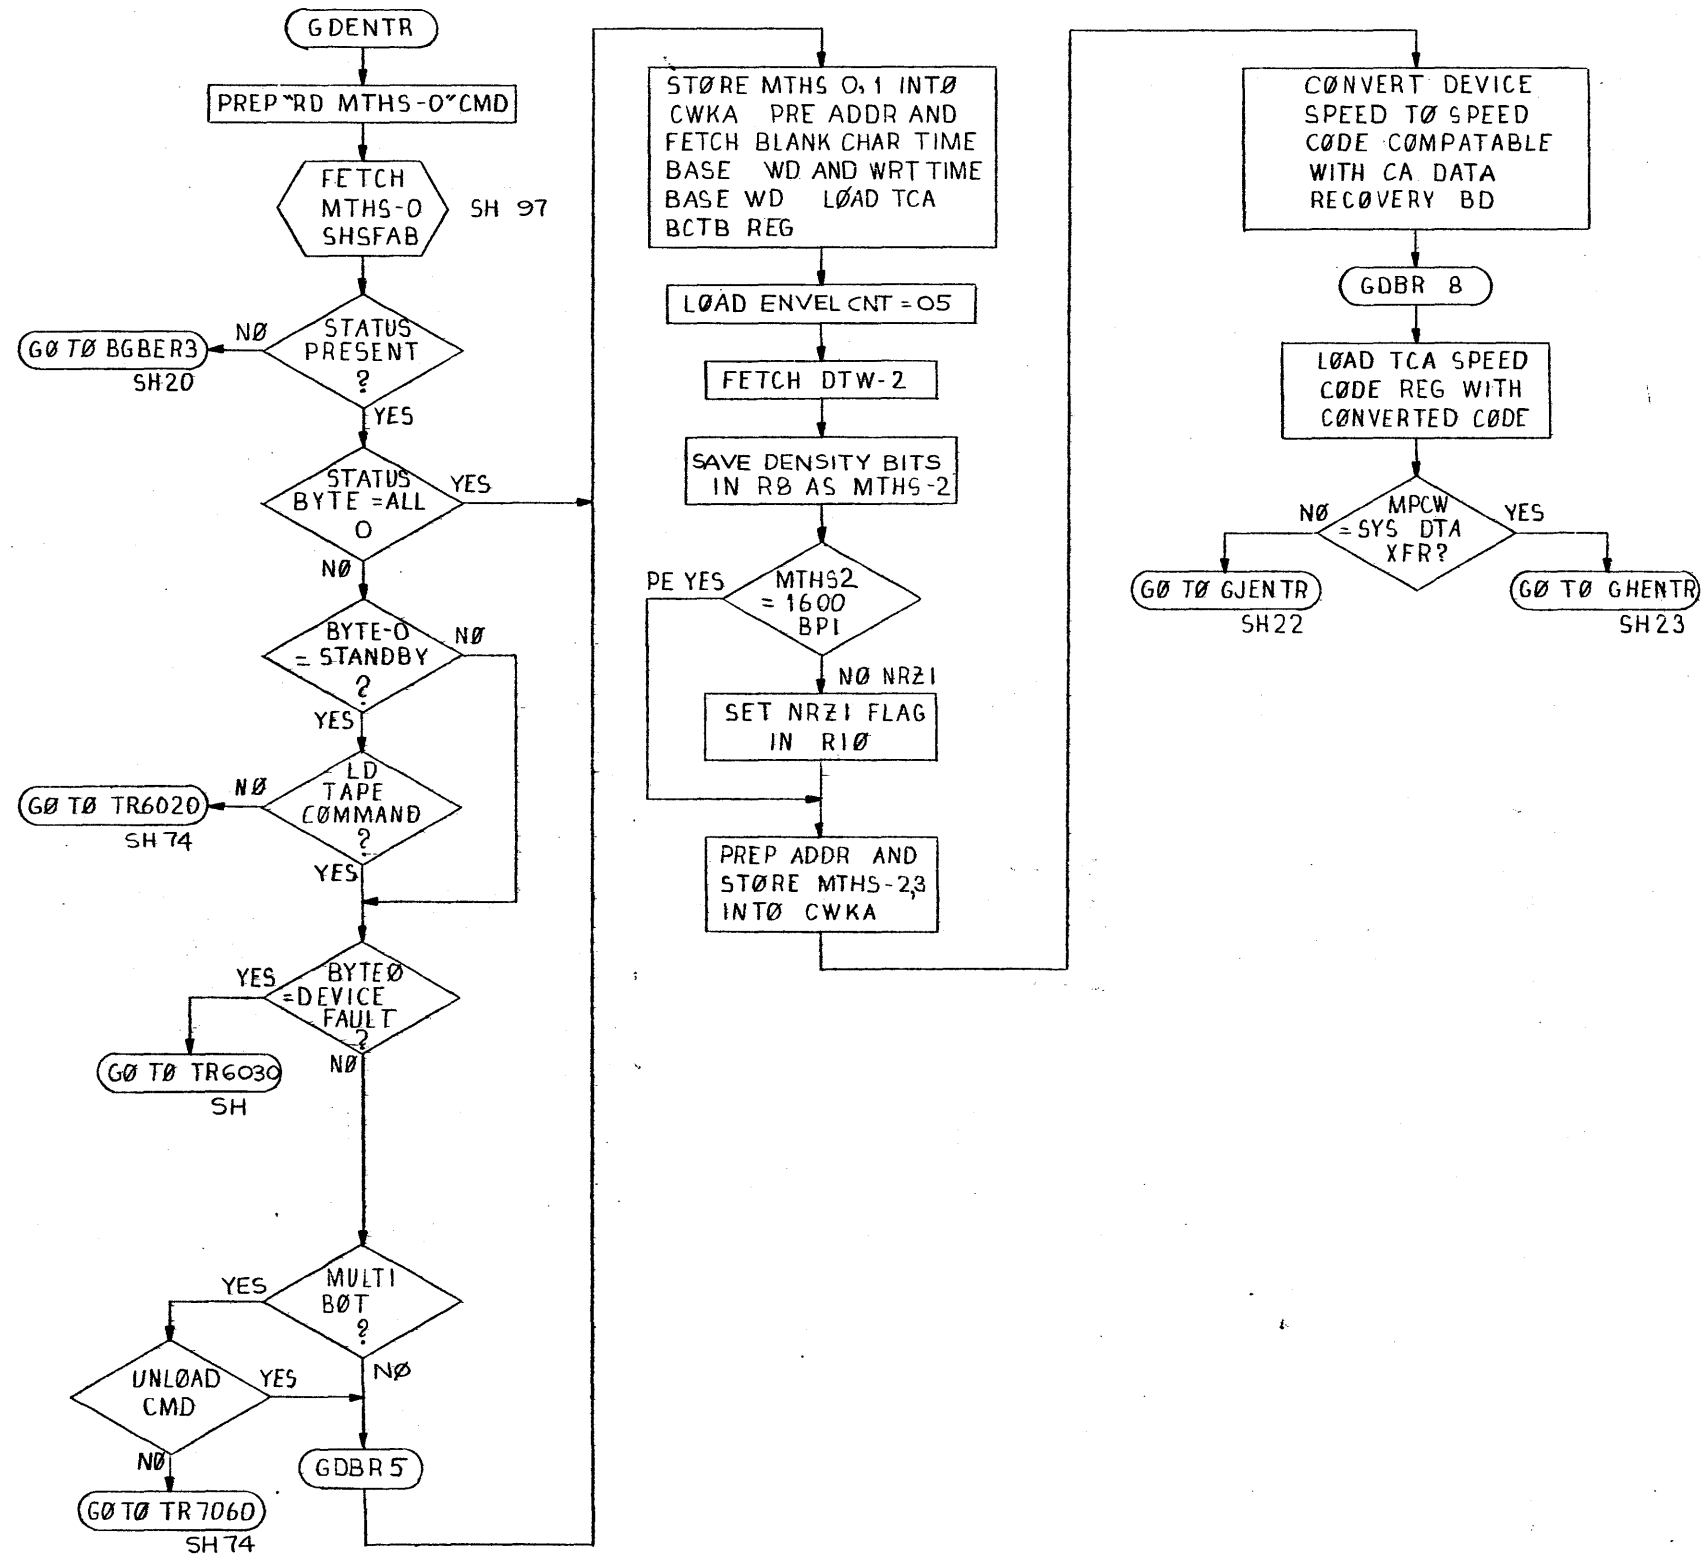 GDENTR
PREP "RD MTHS-0" CMD
FETCH
MTHS-0
SHSFAB
SH 97
STATUS
PRESENT
?
NØ
GØ TØ BGBER3
SH20
YES
STATUS
BYTE =ALL
0
YES
NØ
BYTE-0
= STANDBY
?
NØ
YES
LD
TAPE
CØMMAND
?
NØ
GØ TØ TR6020
SH 74
YES
BYTEØ
=DEVICE
FAULT
?
YES
GØ TØ TR6030
SH
NØ
MULTI
BØT
?
YES
NØ
UNLØAD
CMD
YES
NØ
GØ TØ TR7060
SH 74
GDBR5
STØRE MTHS 0,1 INTØ
CWKA PRE ADDR AND
FETCH BLANK CHAR TIME
BASE WD AND WRT TIME
BASE WD LØAD TCA
BCTB REG
LØAD ENVEL CNT = 05
FETCH DTW-2
SAVE DENSITY BITS
IN RB AS MTHS-2
MTHS2
= 1600
BPI
PE YES
NØ NRZI
SET NRZI FLAG
IN R1Ø
PREP ADDR AND
STØRE MTHS-2,3
INTØ CWKA
CØNVERT DEVICE
SPEED TØ SPEED
CØDE CØMPATABLE
WITH CA DATA
RECØVERY BD
GDBR 8
LØAD TCA SPEED
CØDE REG WITH
CØNVERTED CØDE
MPCW
=SYS DTA
XFR?
NØ
YES
GØ TØ GJENTR
SH22
GØ TØ GHENTR
SH23